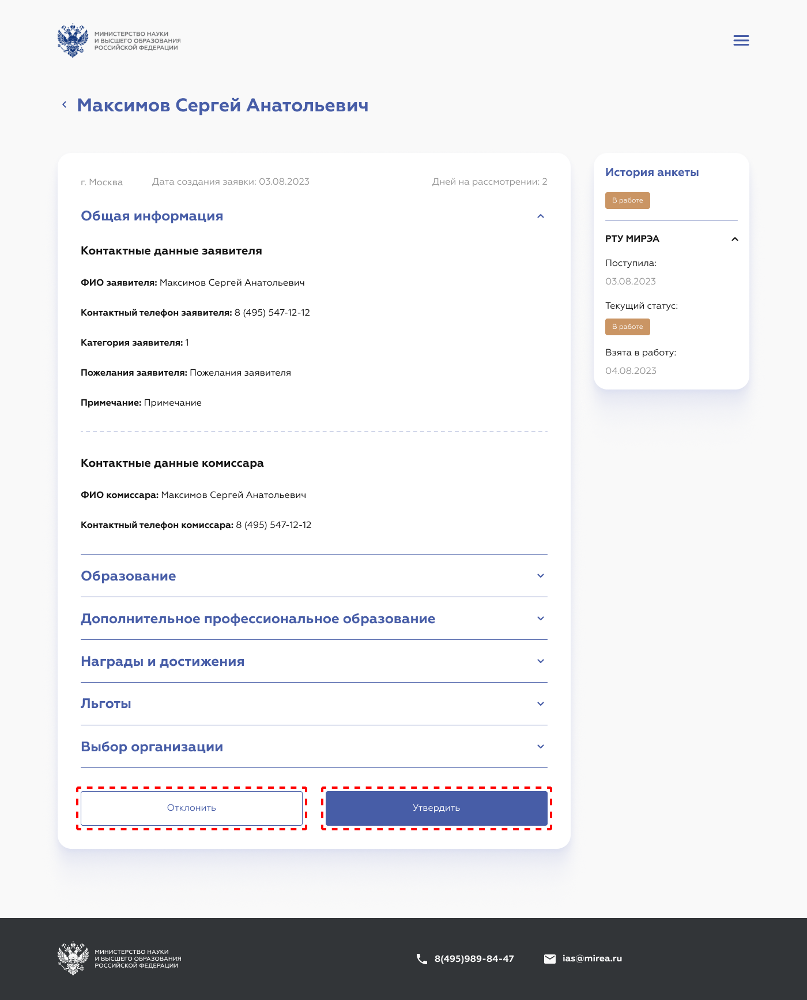 МИНИСТЕРСТВО НАУКИ
И ВЫСШЕГО ОБРАЗОВАНИЯ
РОССИЙСКОЙ ФЕДЕРАЦИИ
Максимов Сергей Анатольевич
г. Москва
Дата создания заявки: 03.08.2023
Дней на рассмотрении: 2
Общая информация
Контактные данные заявителя
ФИО заявителя: Максимов Сергей Анатольевич
Контактный телефон заявителя: 8 (495) 547-12-12
Категория заявителя: 1
Пожелания заявителя: Пожелания заявителя
Примечание: Примечание
Контактные данные комиссара
ФИО комиссара: Максимов Сергей Анатольевич
Контактный телефон комиссара: 8 (495) 547-12-12
Образование
Дополнительное профессиональное образование
Награды и достижения
Льготы
Выбор организации
Отклонить
Утвердить
История анкеты
В работе
РТУ МИРЭА
Поступила:
03.08.2023
Текущий статус:
В работе
Взята в работу:
04.08.2023
МИНИСТЕРСТВО НАУКИ
И ВЫСШЕГО ОБРАЗОВАНИЯ
РОССИЙСКОЙ ФЕДЕРАЦИИ
8(495)989-84-47
ias@mirea.ru